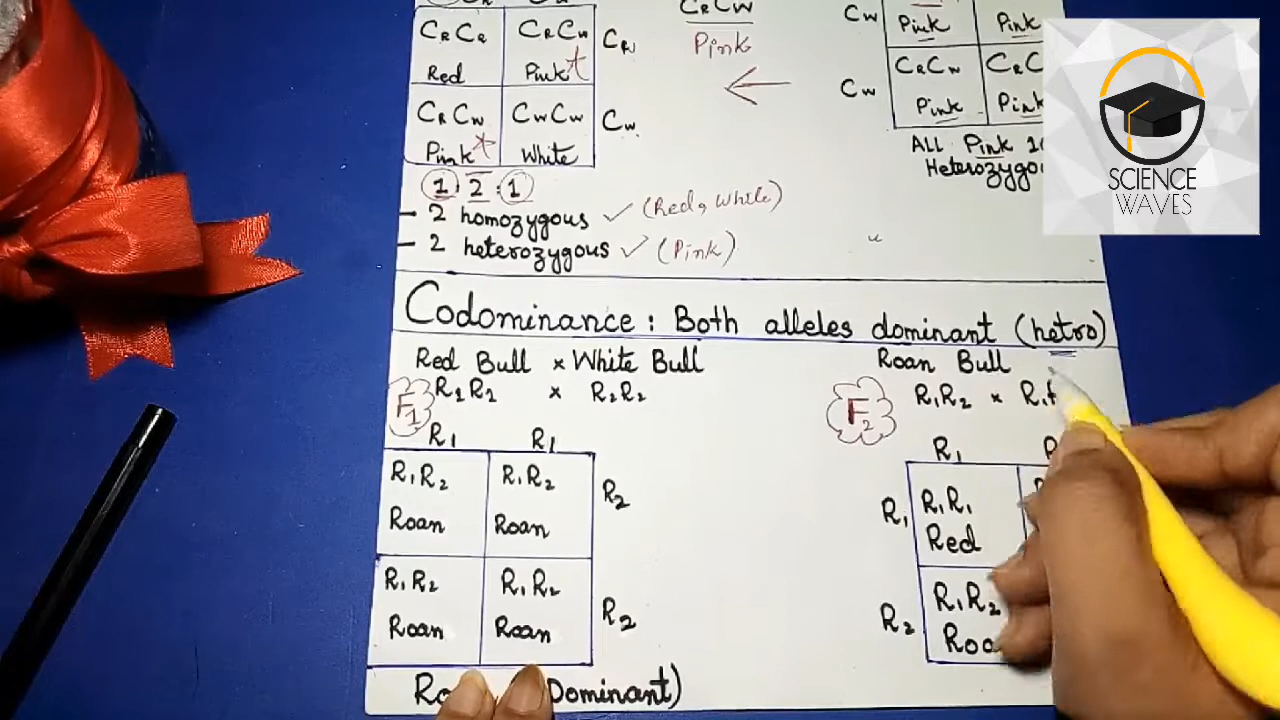 CRCR CRCW CR
Red Pink
CRCW CWCW CW
Pink White
1 : 2 : 1
- 2 homozygous ✓ (Red, White)
- 2 heterozygous ✓ (Pink)
CRCW
Pink
CW Pink Pink
CW CRCW
Pink Pink
ALL Pink
SCIENCE
WAVES
Codominance : Both alleles dominant (hetro)
Red Bull × White Bull
F1 R1R2 × R2R2
R1 R1
R1R2 R1R2 R2
Roan Roan
R1R2 R1R2 R2
Roan Roan
Dominant)
Roan Bull
F2 R1R2 ×
R1
R1 R1R1
Red
R2 R1R2